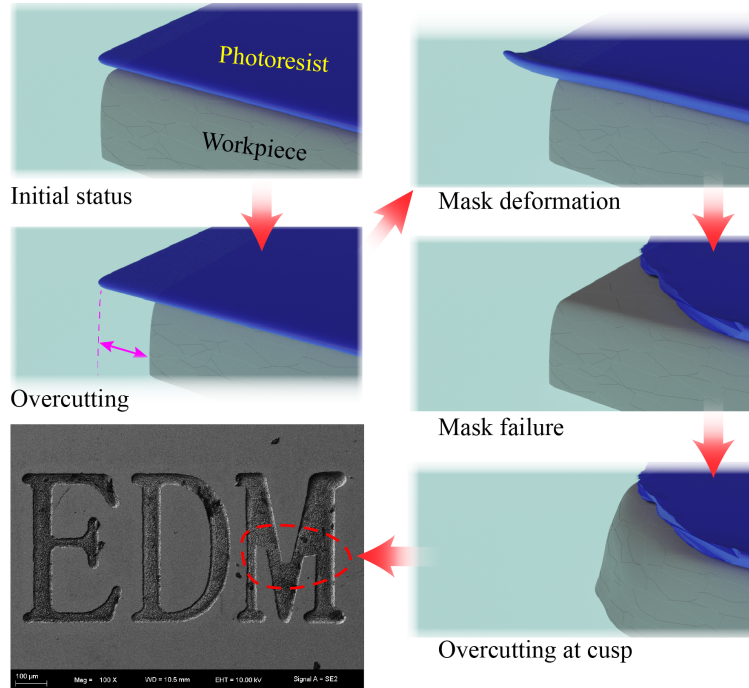 Photoresist
Workpiece
Initial status
Mask deformation
Overcutting
Mask failure
EDM
100 μm
Mag = 100 X
WD = 10.5 mm
EHT = 10.00 kV
Signal A = SE2
Overcutting at cusp